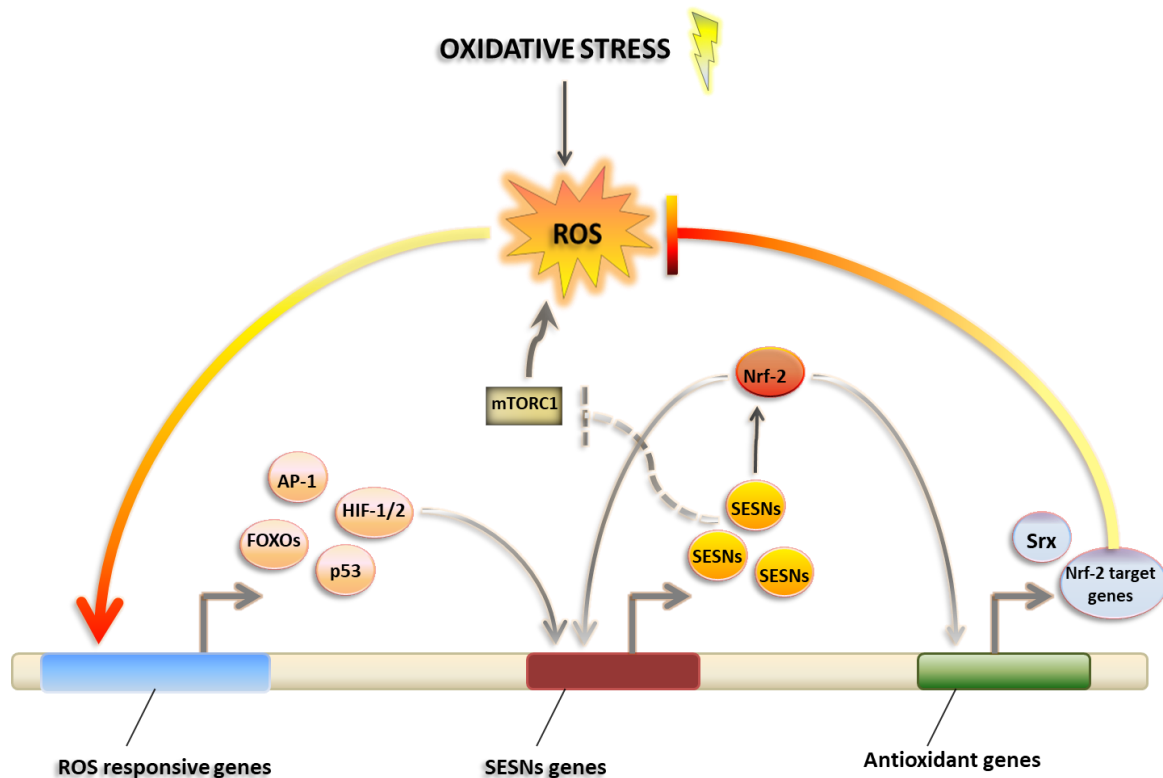 OXIDATIVE STRESS
ROS
mTORC1
Nrf-2
AP-1
HIF-1/2
FOXOs
p53
SESNs
SESNs
SESNs
Srx
Nrf-2 target
genes
ROS responsive genes
SESNs genes
Antioxidant genes